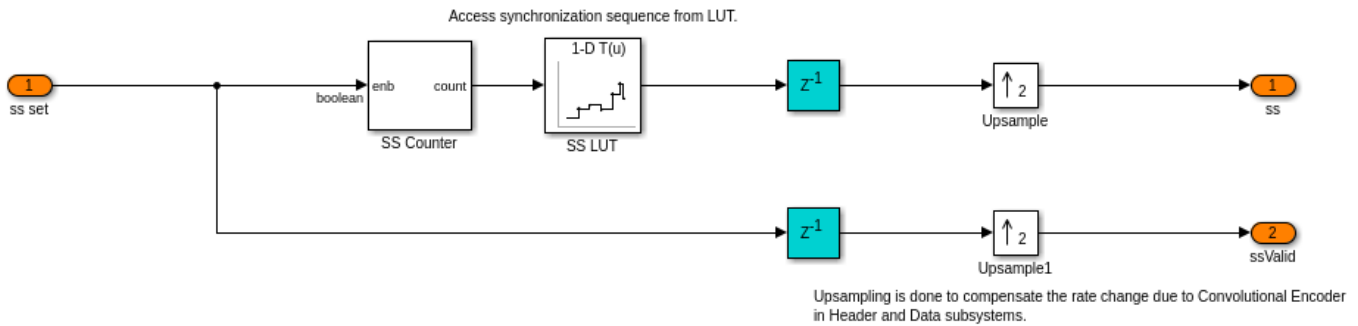 Access synchronization sequence from LUT.
1-D T(u)
1
ss set
boolean
enb
count
SS Counter
SS LUT
Z-1
2
Upsample
1
ss
Z-1
2
Upsample1
2
ssValid
Upsampling is done to compensate the rate change due to Convolutional Encoder
in Header and Data subsystems.